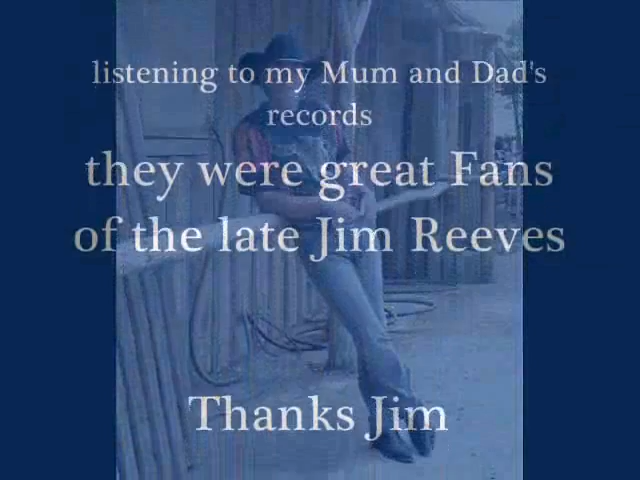 listening to my Mum and Dad's
records
they were great Fans
of the late Jim Reeves
Thanks Jim